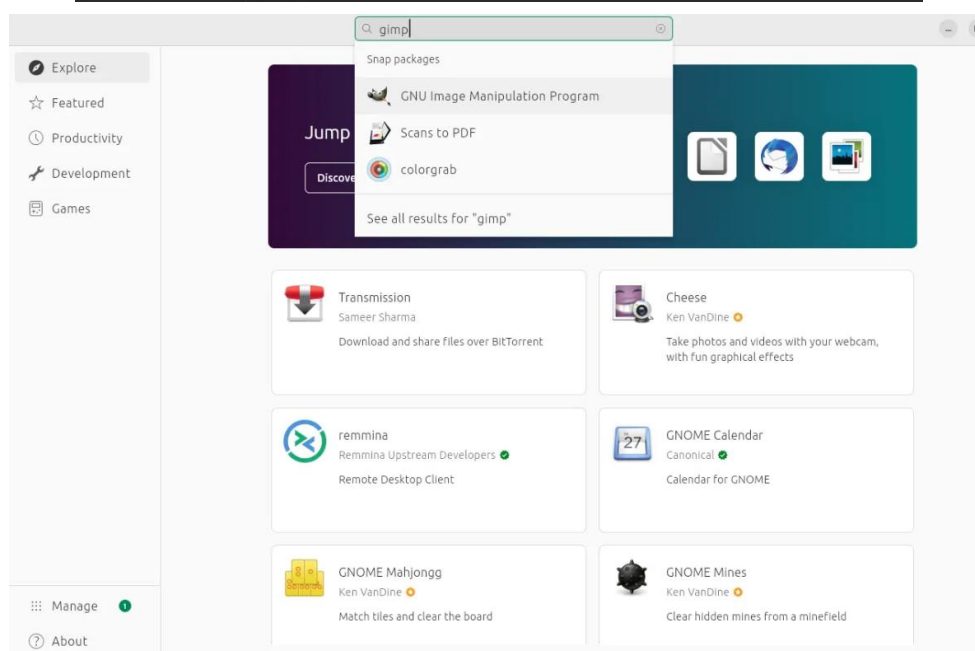 gimp
Explore
Featured
Productivity
Development
Games
Manage 1
About
Snap packages
GNU Image Manipulation Program
Scans to PDF
colorgrab
See all results for "gimp"
Jump
Discove
Transmission
Sameer Sharma
Download and share files over BitTorrent
Cheese
Ken VanDine
Take photos and videos with your webcam,
with fun graphical effects
remmina
Remmina Upstream Developers
Remote Desktop Client
27
GNOME Calendar
Canonical
Calendar for GNOME
GNOME Mahjongg
Ken VanDine
Match tiles and clear the board
GNOME Mines
Ken VanDine
Clear hidden mines from a minefield